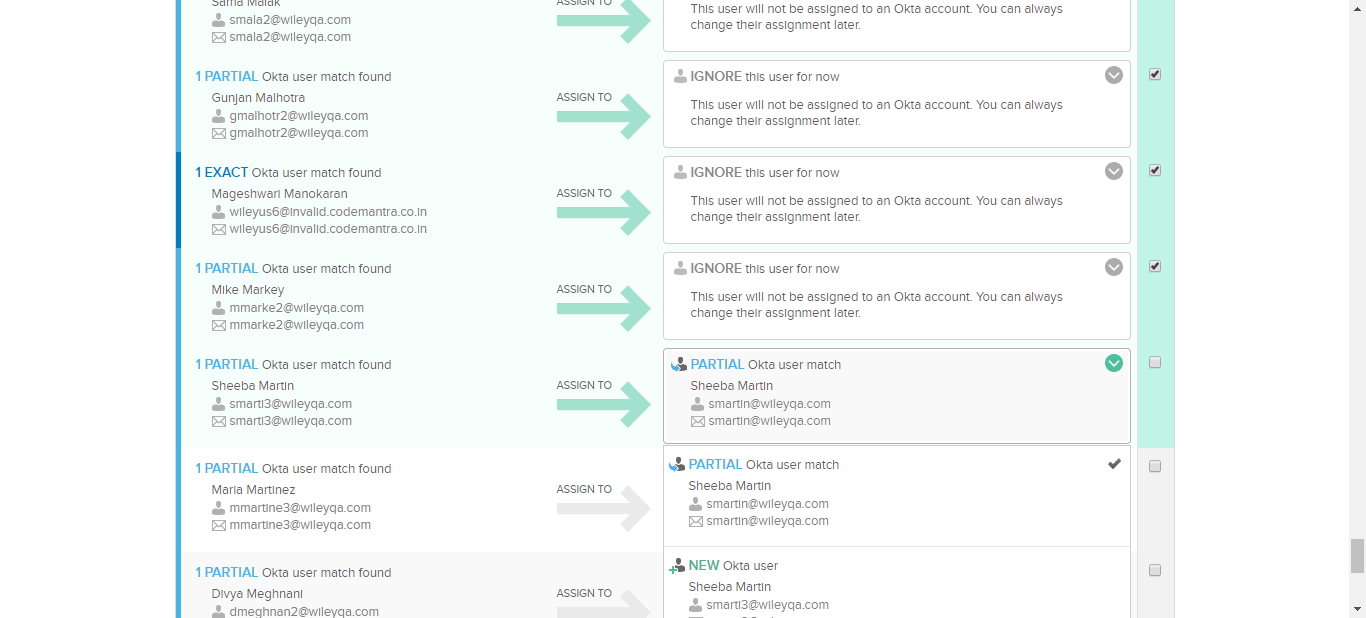 Sama Malak
smala2@wileyqa.com
smala2@wileyqa.com
ASSIGN TO
This user will not be assigned to an Okta account. You can always
change their assignment later.
1 PARTIAL Okta user match found
Gunjan Malhotra
gmalhotr2@wileyqa.com
gmalhotr2@wileyqa.com
ASSIGN TO
IGNORE this user for now
This user will not be assigned to an Okta account. You can always
change their assignment later.
1 EXACT Okta user match found
Mageshwari Manokaran
wileyus6@invalid.codemantra.co.in
wileyus6@invalid.codemantra.co.in
ASSIGN TO
IGNORE this user for now
This user will not be assigned to an Okta account. You can always
change their assignment later.
1 PARTIAL Okta user match found
Mike Markey
mmarke2@wileyqa.com
mmarke2@wileyqa.com
ASSIGN TO
IGNORE this user for now
This user will not be assigned to an Okta account. You can always
change their assignment later.
1 PARTIAL Okta user match found
Sheeba Martin
smarti3@wileyqa.com
smarti3@wileyqa.com
ASSIGN TO
PARTIAL Okta user match
Sheeba Martin
smartin@wileyqa.com
smartin@wileyqa.com
1 PARTIAL Okta user match found
Maria Martinez
mmartine3@wileyqa.com
mmartine3@wileyqa.com
ASSIGN TO
PARTIAL Okta user match
Sheeba Martin
smartin@wileyqa.com
smartin@wileyqa.com
1 PARTIAL Okta user match found
Divya Meghnani
dmeghnan2@wileyqa.com
ASSIGN TO
NEW Okta user
Sheeba Martin
smarti3@wileyqa.com